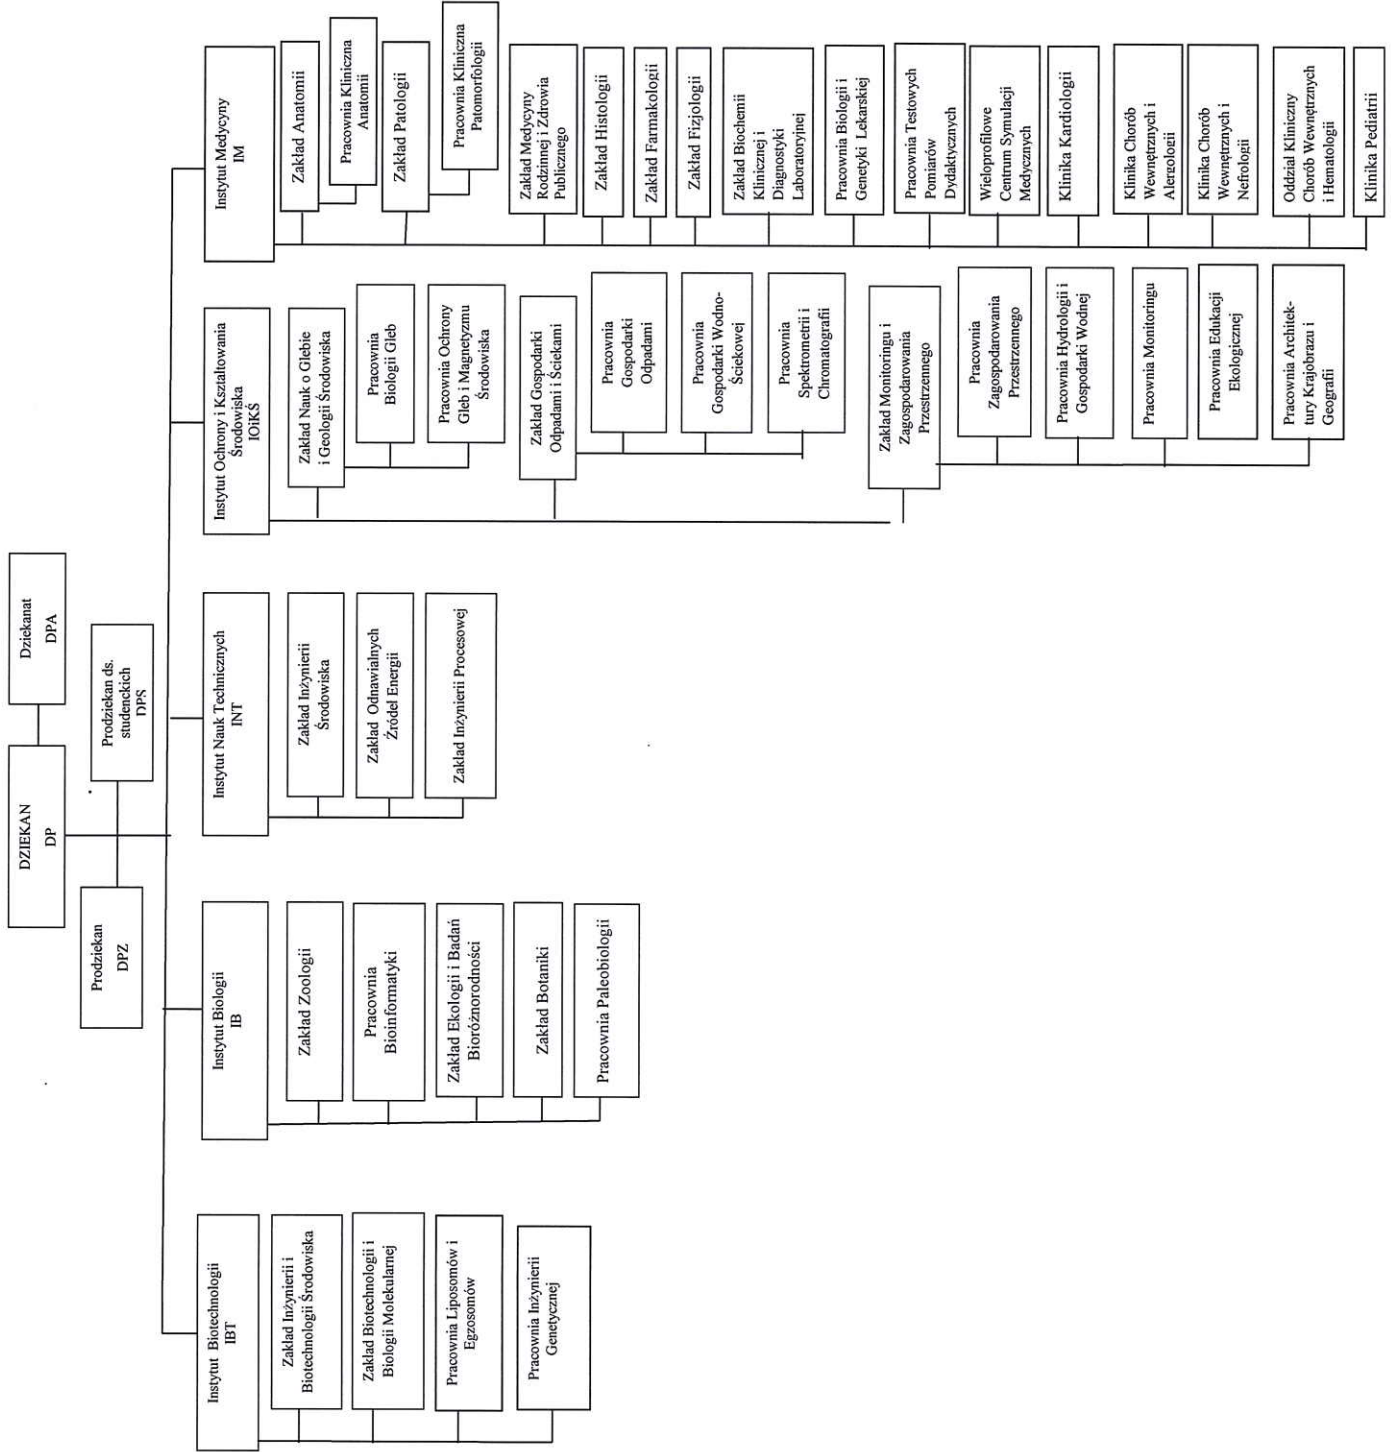 DZIEKAN
DP
Dziekanat
DPA
Prodziekan
DPZ
Prodziekan ds.
studenckich
DPS
Instytut Biotechnologii
IBT
Zakład Inżynierii i
Biotechnologii Środowiska
Zakład Biotechnologii i
Biologii Molekularnej
Pracownia Liposomów i
Egzosomów
Pracownia Inżynierii
Genetycznej
Instytut Biologii
IB
Zakład Zoologii
Pracownia
Bioinformatyki
Zakład Ekologii i Badań
Bioróżnorodności
Zakład Botaniki
Pracownia Paleobiologii
Instytut Nauk Technicznych
INT
Zakład Inżynierii
Środowiska
Zakład Odnawialnych
Źródeł Energii
Zakład Inżynierii Procesowej
Instytut Ochrony i Kształtowania
Środowiska
IOiKŚ
Zakład Nauk o Glebie
i Geologii Środowiska
Pracownia
Biologii Gleb
Pracownia Ochrony
Gleb i Magnetyzmu
Środowiska
Zakład Gospodarki
Odpadami i Ściekami
Pracownia
Gospodarki
Odpadami
Pracownia
Gospodarki Wodno-
Ściekowej
Pracownia
Spektrometrii i
Chromatografii
Zakład Monitoringu i
Zagospodarowania
Przestrzennego
Pracownia
Zagospodarowana
Przestrzennego
Pracownia Hydrologii i
Gospodarki Wodnej
Pracownia Monitoringu
Pracownia Edukacji
Ekologicznej
Pracownia Architek-
tury Krajobrazu i
Geografii
Instytut Medycyny
IM
Zakład Anatomii
Pracownia Kliniczna
Anatomii
Zakład Patologii
Pracownia Kliniczna
Patomorfologii
Zakład Medycyny
Rodzinnej i Zdrowia
Publicznego
Zakład Histologii
Zakład Farmakologii
Zakład Fizjologii
Zakład Biochemii
Klinicznej i
Diagnostyki
Laboratoryjnej
Pracownia Biologii i
Genetyki Lekarskiej
Pracownia Testowych
Pomiarów
Dydaktycznych
Wieloprofilowe
Centrum Symulacji
Medycznych
Klinika Kardiologii
Klinika Chorób
Wewnętrznych i
Alergologii
Klinika Chorób
Wewnętrznych i
Nefrologii
Oddział Kliniczny
Chorób Wewnętrznych
i Hematologii
Klinika Pediatrii